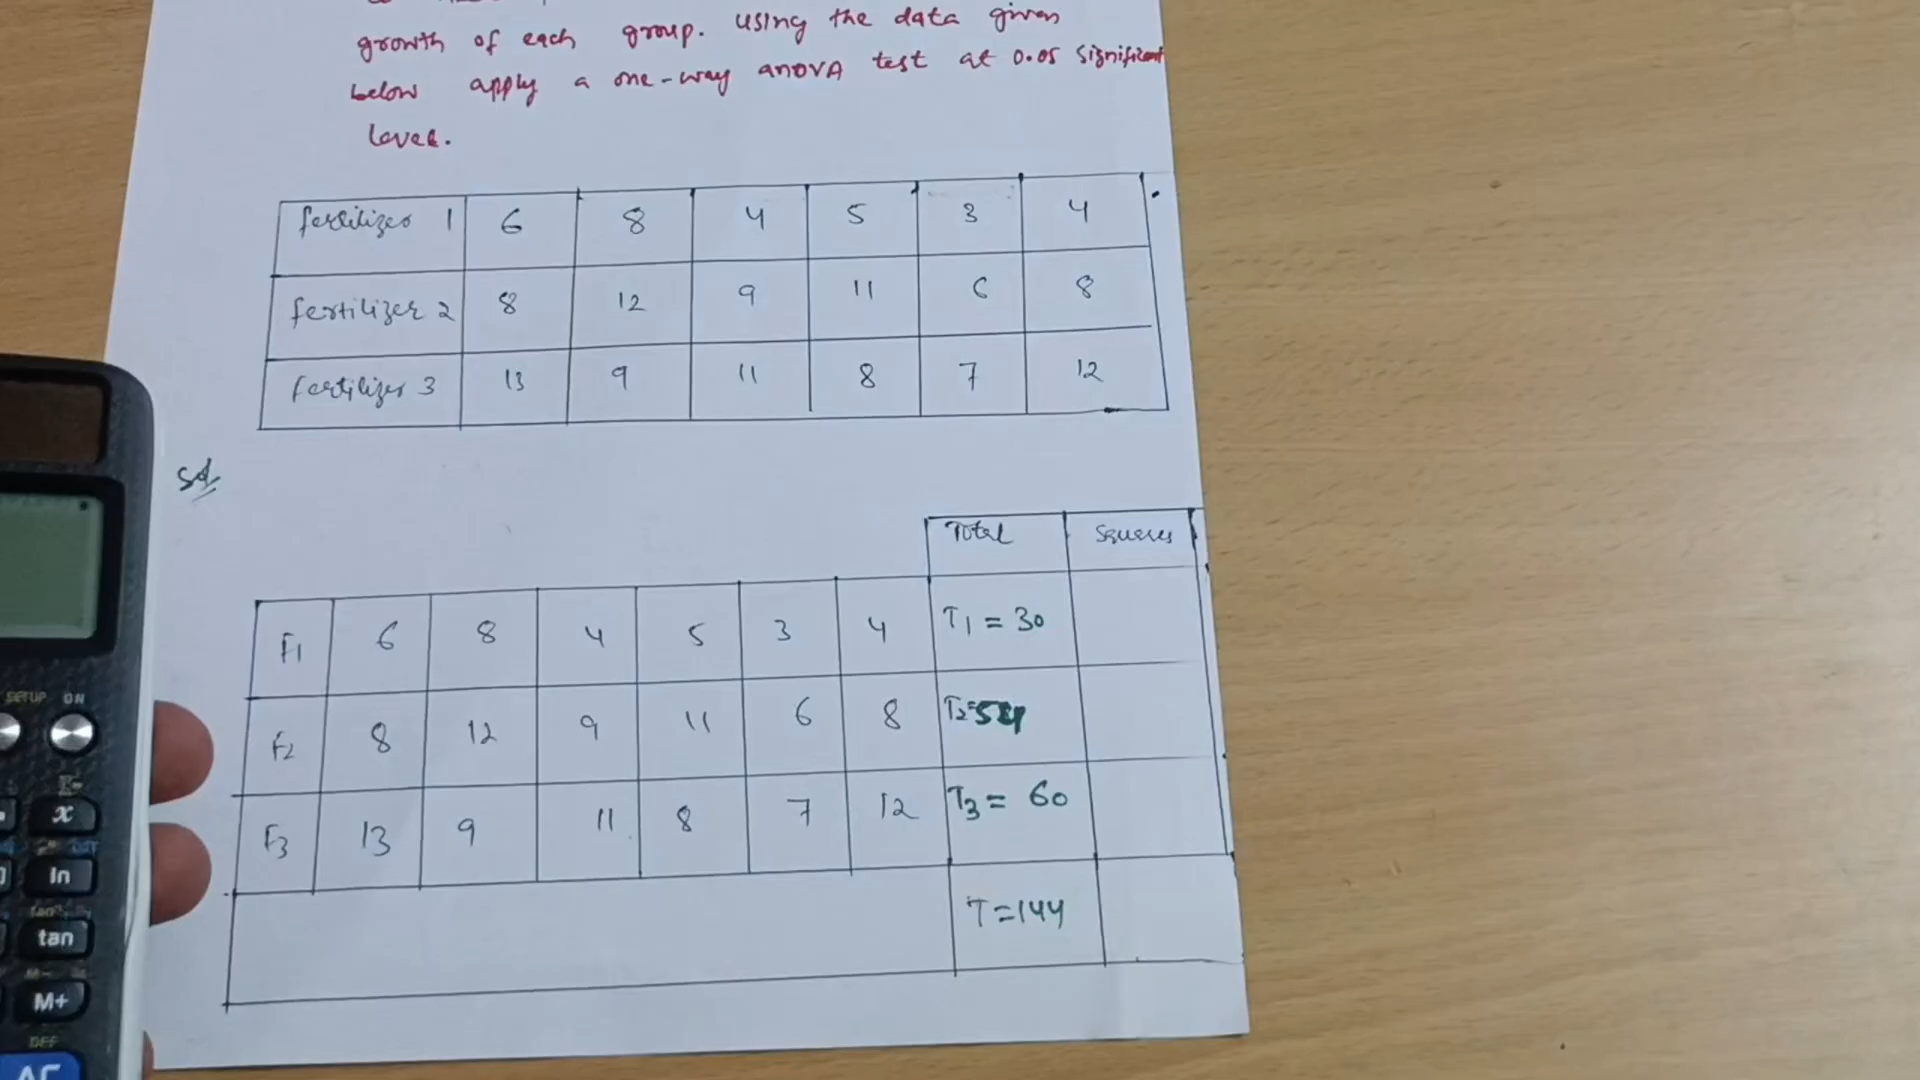 growth of each group. using the data given
below apply a one-way anova test at 0.05 significant
level.
fertilizer 1 6 8 4 5 3 4
fertilizer 2 8 12 9 11 6 8
fertilizer 3 13 9 11 8 7 12
Sol
Total Squares
F1 6 8 4 5 3 4 T1 = 30
F2 8 12 9 11 6 8 T2=54
F3 13 9 11 8 7 12 T3 = 60
T=144
SETUP ON
x
ln
tan
M+
OFF
AC